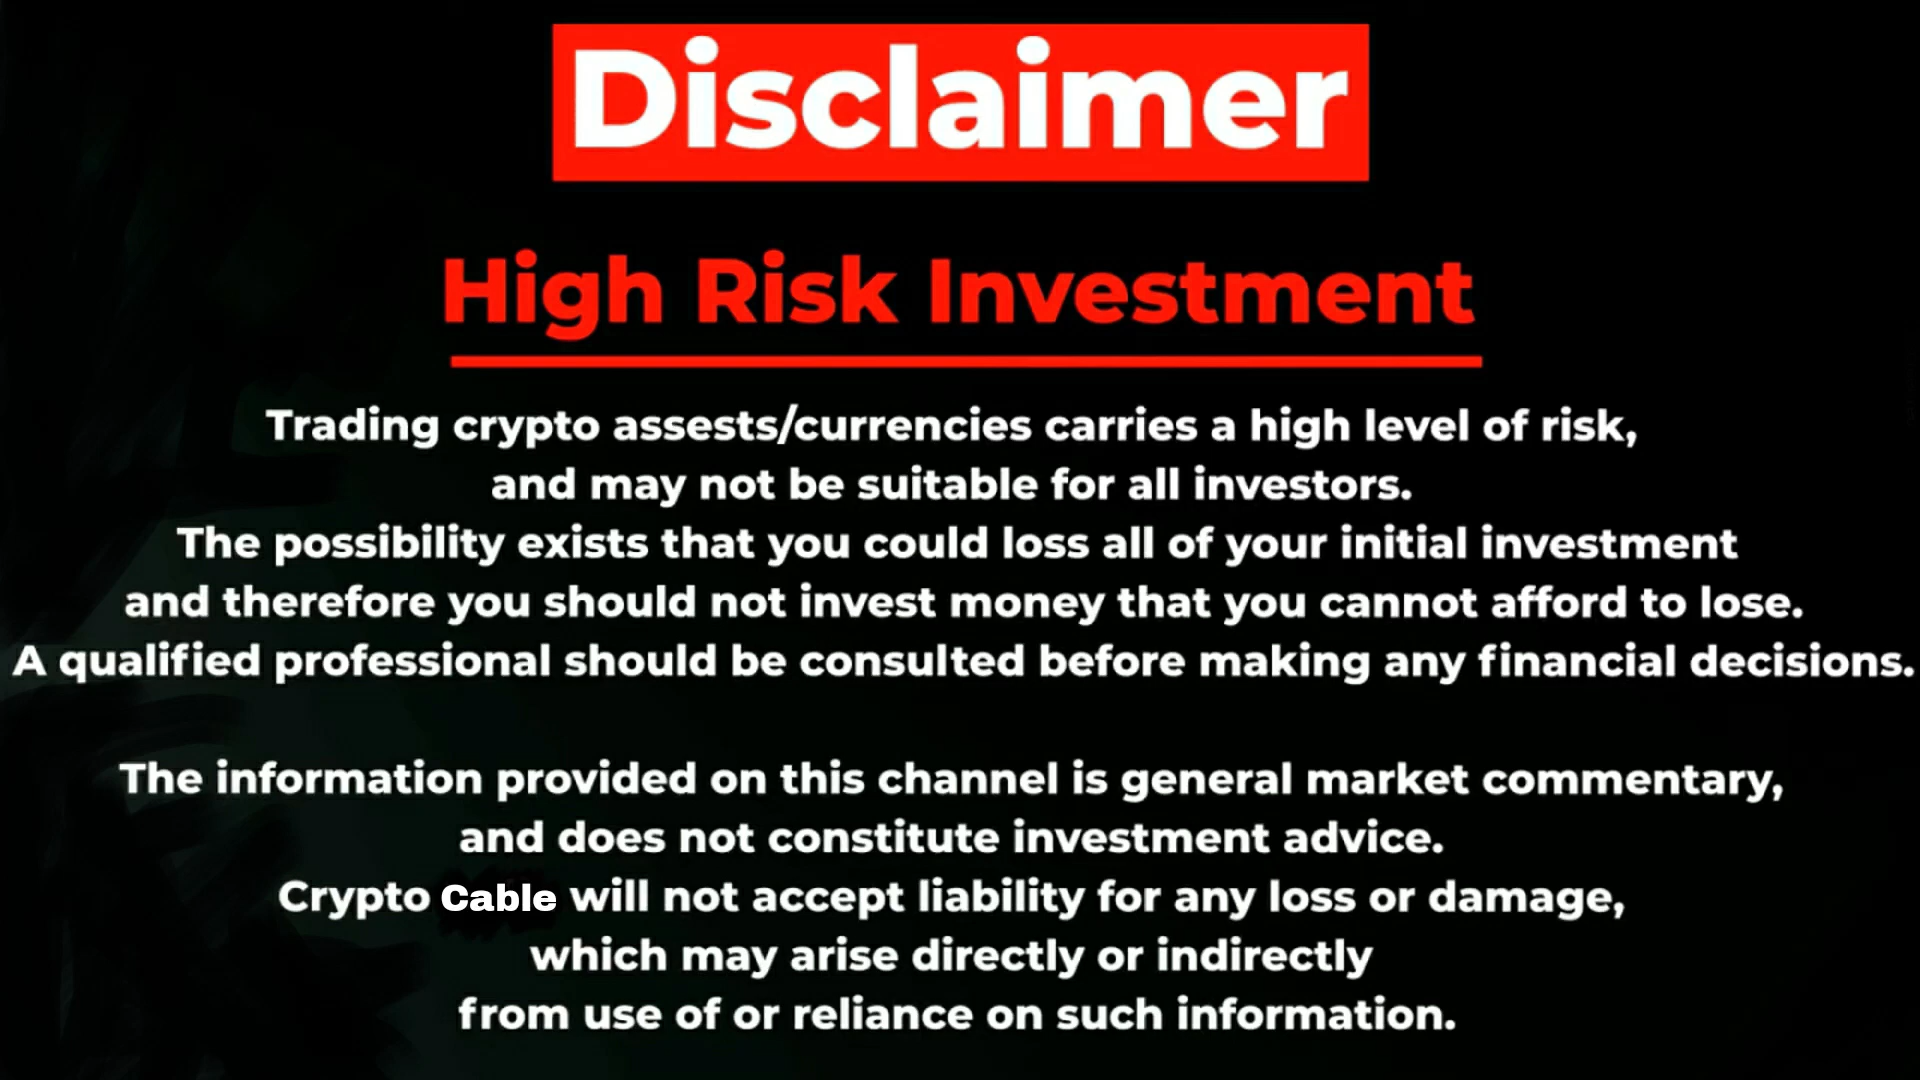 Disclaimer
High Risk Investment
Trading crypto assests/currencies carries a high level of risk,
and may not be suitable for all investors.
The possibility exists that you could loss all of your initial investment
and therefore you should not invest money that you cannot afford to lose.
A qualified professional should be consulted before making any financial decisions.
The information provided on this channel is general market commentary,
and does not constitute investment advice.
Crypto Cable will not accept liability for any loss or damage,
which may arise directly or indirectly
from use of or reliance on such information.